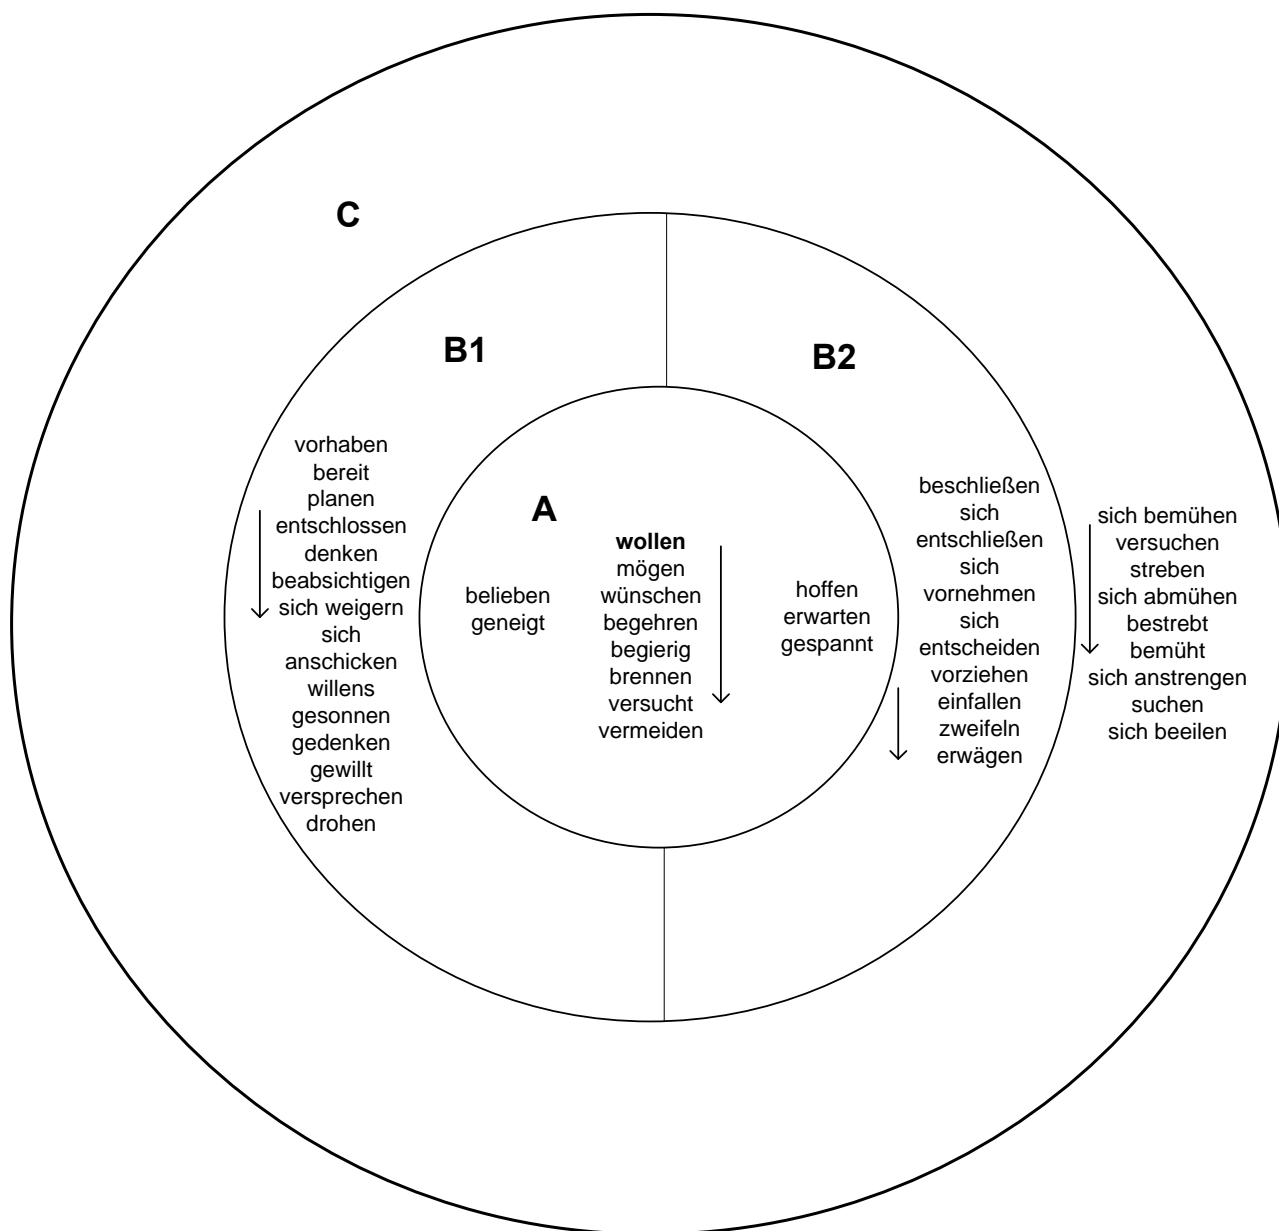 C
B1
B2
vorhaben
bereit
planen
entschlossen
denken
beabsichtigen
sich weigern
sich
anschicken
willens
gesonnen
gedenken
gewillt
versprechen
drohen
A
belieben
geneigt
wollen
mögen
wünschen
begehren
begierig
brennen
versucht
vermeiden
hoffen
erwarten
gespannt
beschließen
sich
entschließen
sich
vornehmen
sich
entscheiden
vorziehen
einfallen
zweifeln
erwägen
sich bemühen
versuchen
streben
sich abmühen
bestrebt
bemüht
sich anstrengen
suchen
sich beeilen